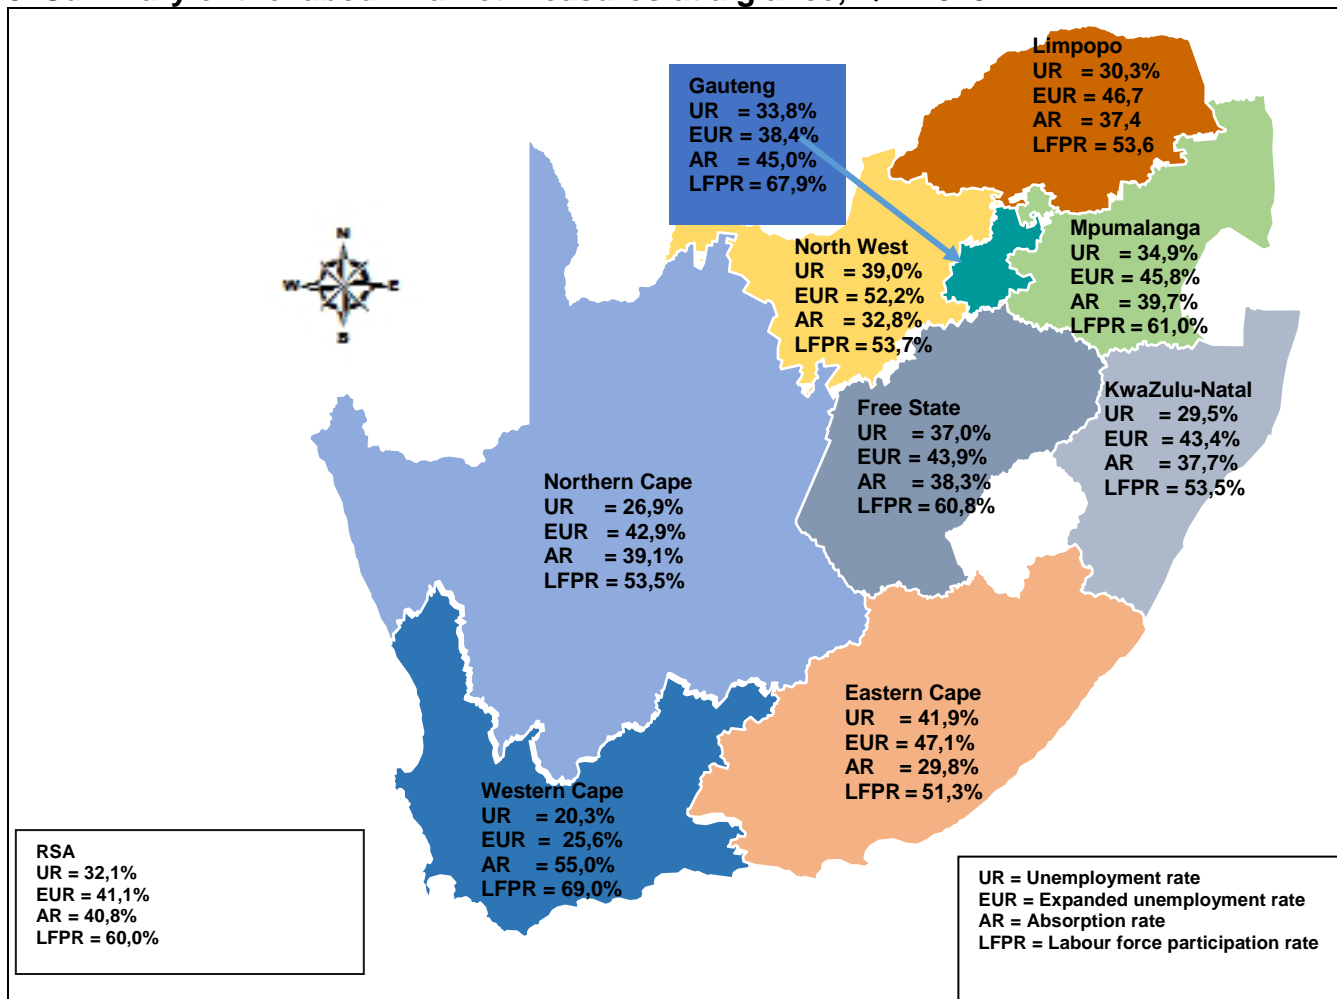 Limpopo
UR = 30,3%
EUR = 46,7
AR = 37,4
LFPR = 53,6
Gauteng
UR = 33,8%
EUR = 38,4%
AR = 45,0%
LFPR = 67,9%
Mpumalanga
UR = 34,9%
EUR = 45,8%
AR = 39,7%
LFPR = 61,0%
North West
UR = 39,0%
EUR = 52,2%
AR = 32,8%
LFPR = 53,7%
N
W
E
S
KwaZulu-Natal
UR = 29,5%
EUR = 43,4%
AR = 37,7%
LFPR = 53,5%
Free State
UR = 37,0%
EUR = 43,9%
AR = 38,3%
LFPR = 60,8%
Northern Cape
UR = 26,9%
EUR = 42,9%
AR = 39,1%
LFPR = 53,5%
Eastern Cape
UR = 41,9%
EUR = 47,1%
AR = 29,8%
LFPR = 51,3%
Western Cape
UR = 20,3%
EUR = 25,6%
AR = 55,0%
LFPR = 69,0%
RSA
UR = 32,1%
EUR = 41,1%
AR = 40,8%
LFPR = 60,0%
UR = Unemployment rate
EUR = Expanded unemployment rate
AR = Absorption rate
LFPR = Labour force participation rate